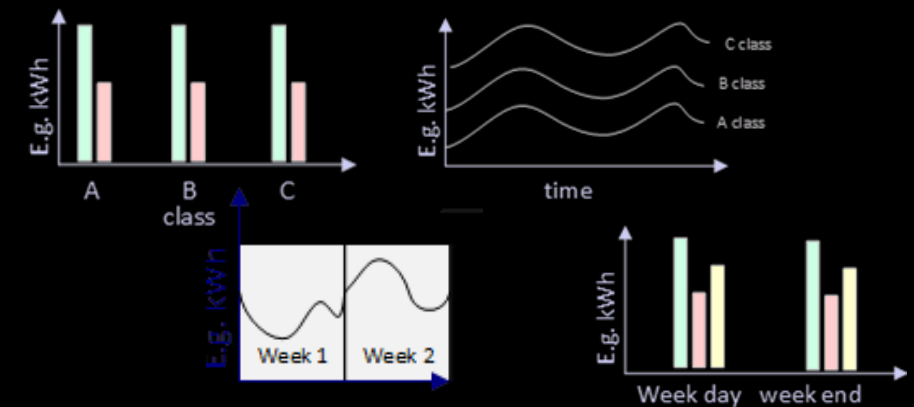 E.g. kWh
A B C
class
E.g. kWh
C class
B class
A class
time
E.g. kWh
Week 1 Week 2
E.g. kWh
Week day week end